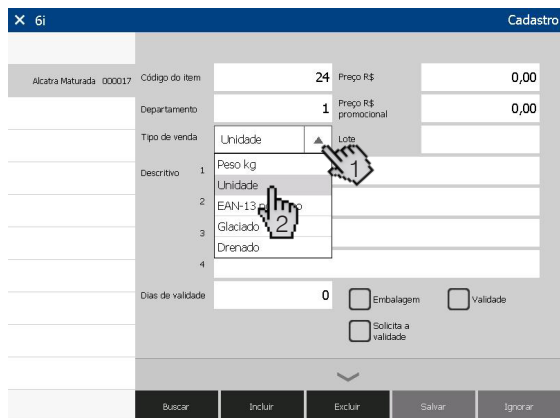 ✕ 6i Cadastro
Alcatra Maturada 000017
Código do item 24 Preço R$ 0,00
Departamento 1 Preço R$ promocional 0,00
Tipo de venda Unidade Lote
Descritivo 1
Peso kg
Unidade
2
EAN-13
3
Glaciado
Drenado
4
1
2
Dias de validade 0 Embalagem Validade
Solicita a validade
Buscar Incluir Excluir Salvar Ignorar